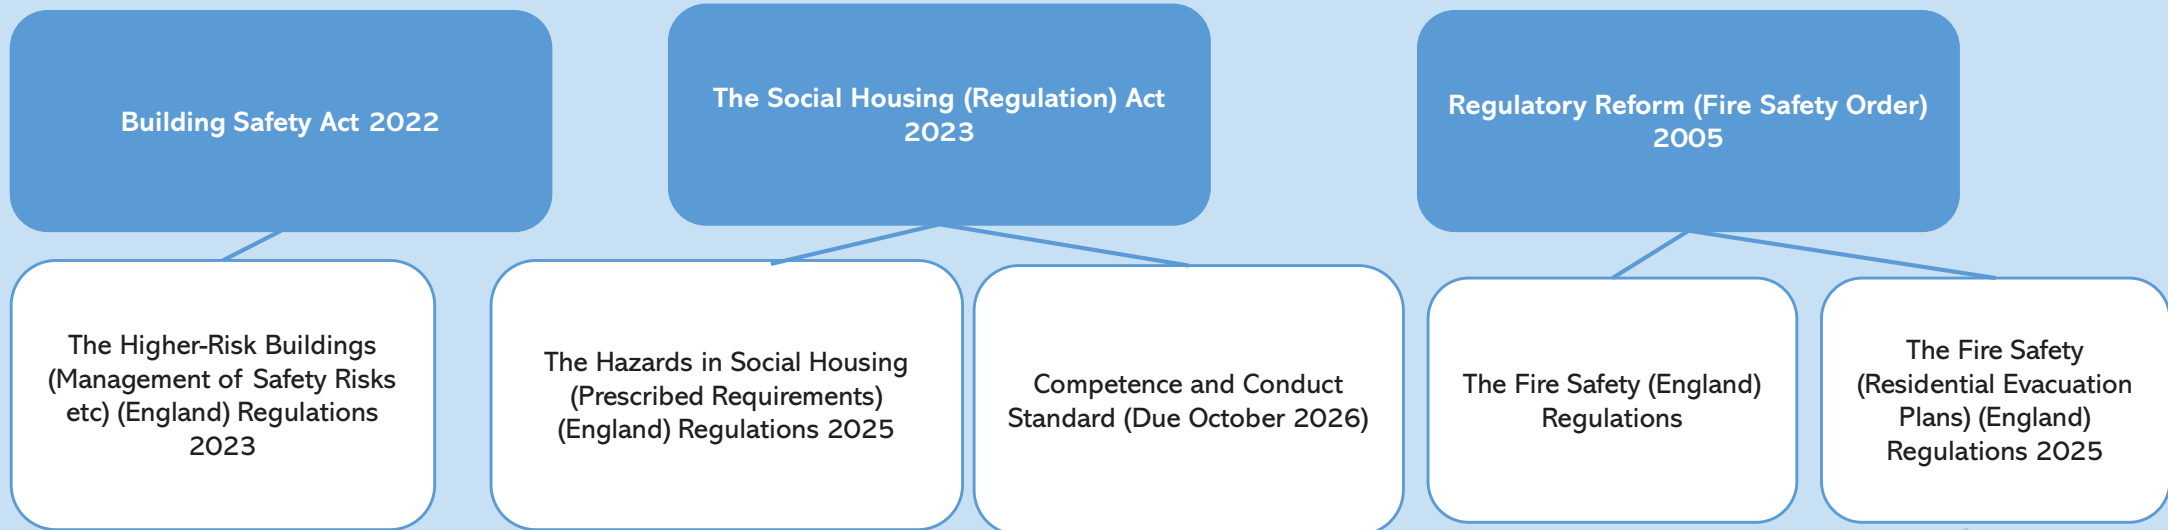 Building Safety Act 2022
The Social Housing (Regulation) Act
2023
Regulatory Reform (Fire Safety Order)
2005
The Higher-Risk Buildings
(Management of Safety Risks
etc) (England) Regulations
2023
The Hazards in Social Housing
(Prescribed Requirements)
(England) Regulations 2025
Competence and Conduct
Standard (Due October 2026)
The Fire Safety (England)
Regulations
The Fire Safety
(Residential Evacuation
Plans) (England)
Regulations 2025